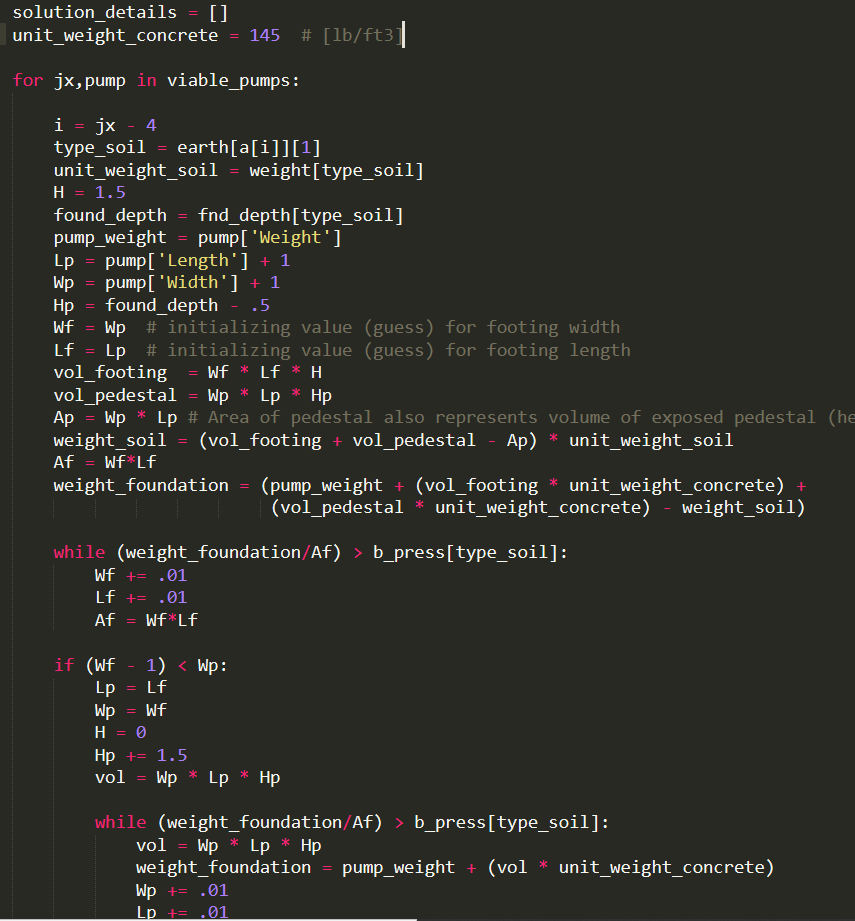 solution_details = []
unit_weight_concrete = 145  # [lb/ft3]
for jx,pump in viable_pumps:
    i = jx - 4
    type_soil = earth[a[i]][1]
    unit_weight_soil = weight[type_soil]
    H = 1.5
    found_depth = fnd_depth[type_soil]
    pump_weight = pump['Weight']
    Lp = pump['Length'] + 1
    Wp = pump['Width'] + 1
    Hp = found_depth - .5
    Wf = Wp  # initializing value (guess) for footing width
    Lf = Lp  # initializing value (guess) for footing length
    vol_footing  = Wf * Lf * H
    vol_pedestal = Wp * Lp * Hp
    Ap = Wp * Lp # Area of pedestal also represents volume of exposed pedestal (he
    weight_soil = (vol_footing + vol_pedestal - Ap) * unit_weight_soil
    Af = Wf*Lf
    weight_foundation = (pump_weight + (vol_footing * unit_weight_concrete) +
                         (vol_pedestal * unit_weight_concrete) - weight_soil)
    while (weight_foundation/Af) > b_press[type_soil]:
        Wf += .01
        Lf += .01
        Af = Wf*Lf
    if (Wf - 1) < Wp:
        Lp = Lf
        Wp = Wf
        H = 0
        Hp += 1.5
        vol = Wp * Lp * Hp
        while (weight_foundation/Af) > b_press[type_soil]:
            vol = Wp * Lp * Hp
            weight_foundation = pump_weight + (vol * unit_weight_concrete)
            Wp += .01
            Lp += .01